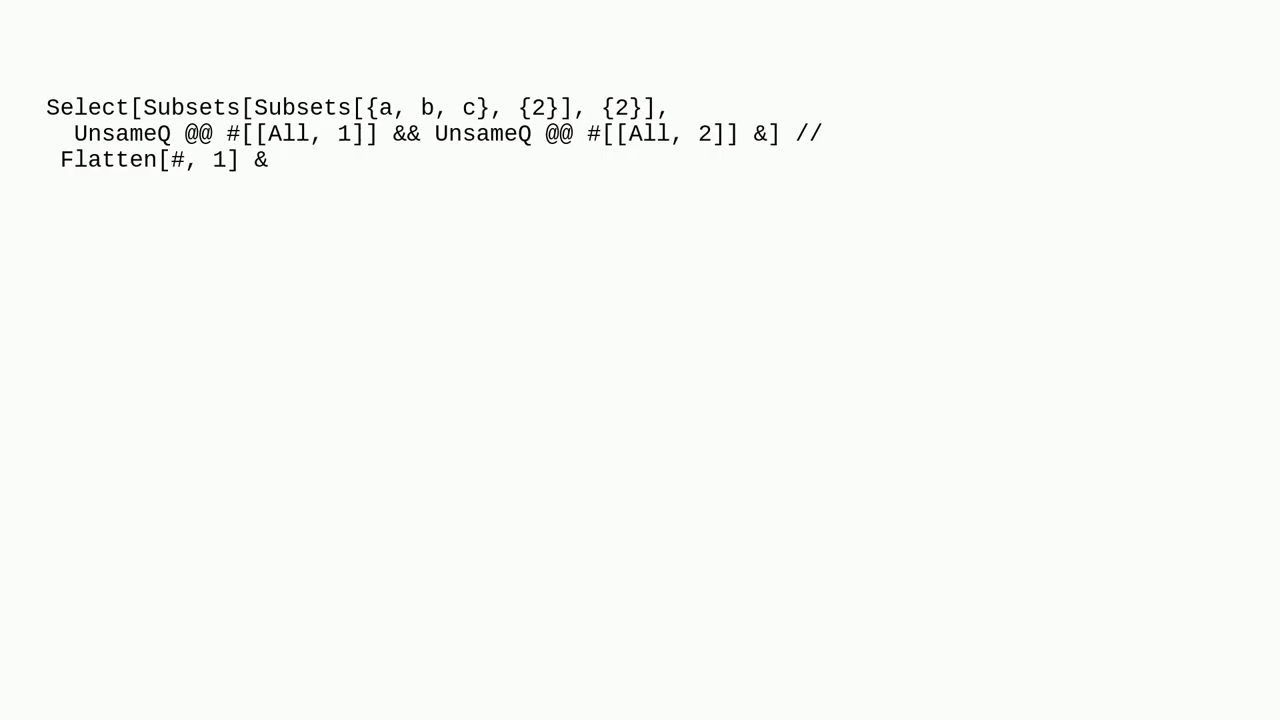 Select[Subsets[Subsets[{a, b, c}, {2}], {2}],
UnsameQ @@ #[[All, 1]] && UnsameQ @@ #[[All, 2]] &] //
Flatten[#, 1] &